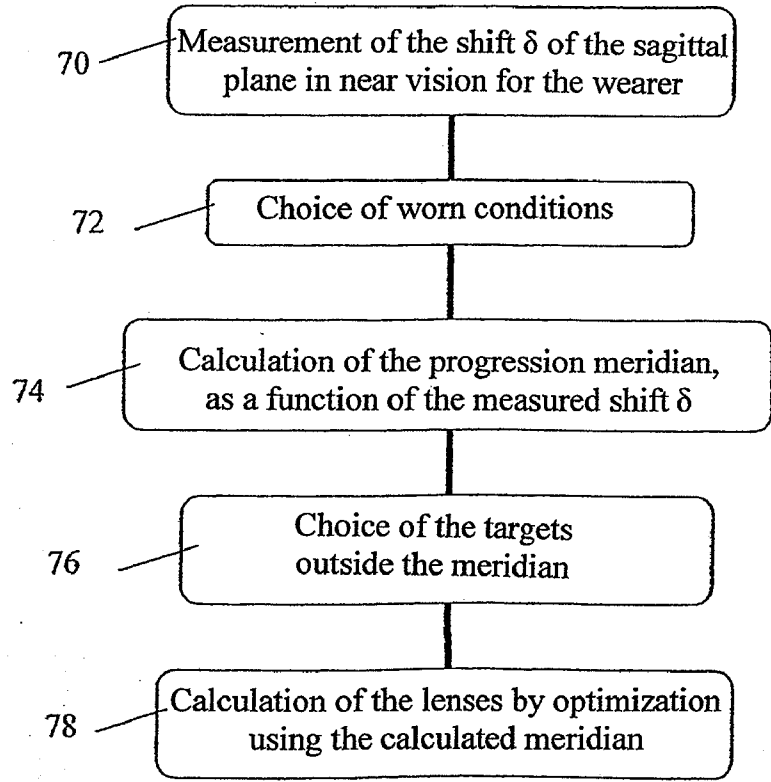 70
Measurement of the shift δ of the sagittal
plane in near vision for the wearer
72
Choice of worn conditions
74
Calculation of the progression meridian,
as a function of the measured shift δ
76
Choice of the targets
outside the meridian
78
Calculation of the lenses by optimization
using the calculated meridian